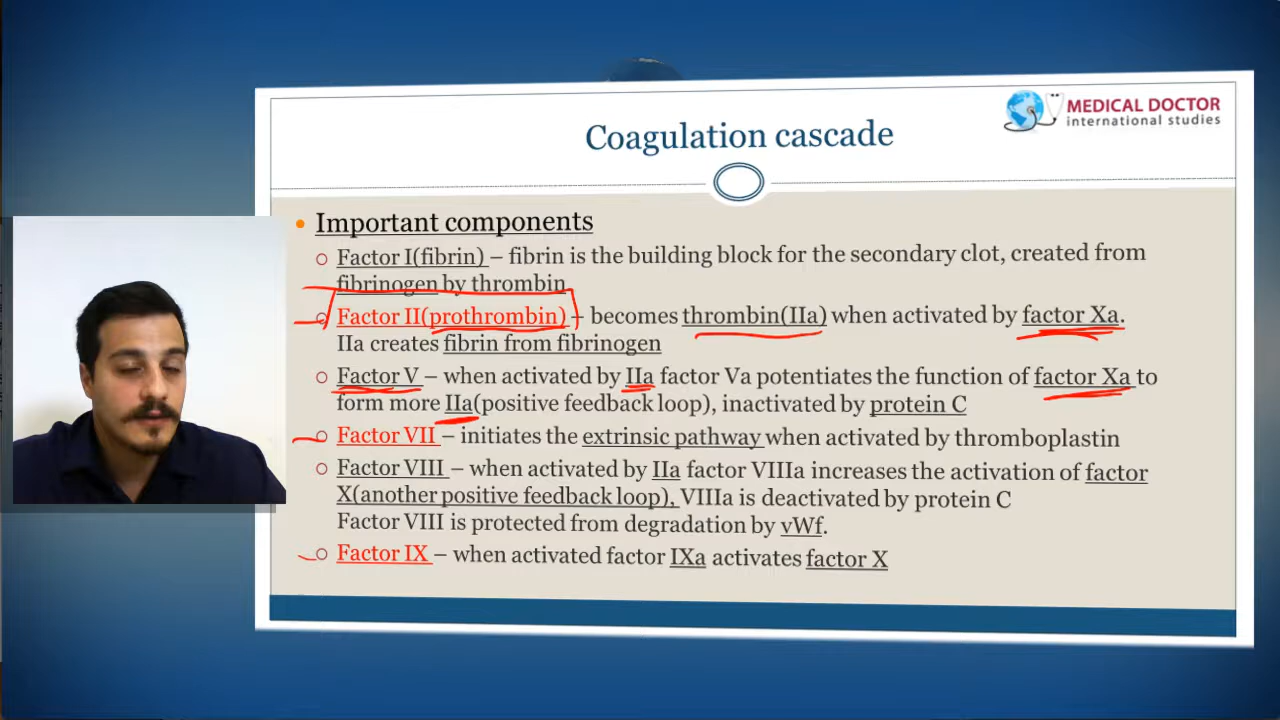 MEDICAL DOCTOR
international studies
Coagulation cascade
• Important components
○ Factor I(fibrin) – fibrin is the building block for the secondary clot, created from
fibrinogen by thrombin
○ Factor II(prothrombin) – becomes thrombin(IIa) when activated by factor Xa.
IIa creates fibrin from fibrinogen
○ Factor V – when activated by IIa factor Va potentiates the function of factor Xa to
form more IIa(positive feedback loop), inactivated by protein C
○ Factor VII – initiates the extrinsic pathway when activated by thromboplastin
○ Factor VIII – when activated by IIa factor VIIIa increases the activation of factor
X(another positive feedback loop), VIIIa is deactivated by protein C
Factor VIII is protected from degradation by vWf.
○ Factor IX – when activated factor IXa activates factor X